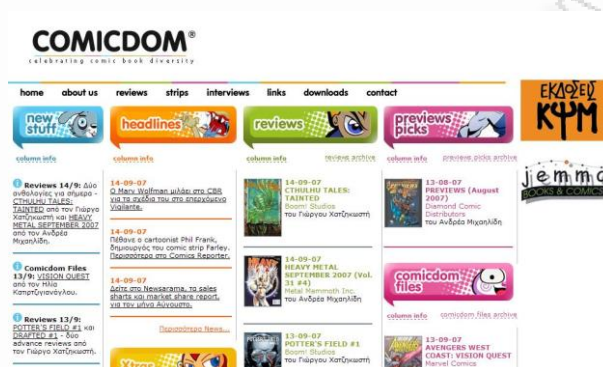 COMICDOM®
celebrating comic book diversity
home about us reviews strips interviews links downloads contact
new stuff
column info
Reviews 14/9: Δύο
ανθολογίες για σήμερα -
CTHULHU TALES:
TAINTED από τον Γιώργο
Χατζηκωστή και HEAVY
METAL SEPTEMBER 2007
από τον Ανδρέα
Μιχαηλίδη.
Comicdom Files
13/9: VISION QUEST
από τον Ηλία
Κατιρτζιγιανόγλου.
Reviews 13/9:
POTTER'S FIELD #1 και
DRAFTED #1 - δύο
advance reviews από
τον Γιώργο Χατζηκωστή.
headlines
column info
14-09-07
Ο Marv Wolfman μιλάει στο CBR
για τα σχέδιά του στο επερχόμενο
Vigilante.
14-09-07
Πέθανε ο cartoonist Phil Frank,
δημιουργός του comic strip Farley.
Περισσότερα στο Comics Reporter.
14-09-07
Δείτε στο Newsarama, τα sales
charts και market share report,
για τον μήνα Αύγουστο.
Περισσότερα News...
Xtras
reviews
column info reviews archive
14-09-07
CTHULHU TALES:
TAINTED
Boom! Studios
του Γιώργου Χατζηκωστή
14-09-07
HEAVY METAL
SEPTEMBER 2007 (Vol.
31 #4)
Metal Mammoth Inc.
του Ανδρέα Μιχαηλίδη
13-09-07
POTTER'S FIELD #1
Boom! Studios
του Γιώργου Χατζηκωστή
previews
picks
column info previews picks archive
13-08-07
PREVIEWS (August
2007)
Diamond Comic
Distributors
του Ανδρέα Μιχαηλίδη
comicdom
files
column info comicdom files archive
13-09-07
AVENGERS WEST
COAST: VISION QUEST
Marvel Comics
ΕΚΔΟΣΕΙΣ
ΚΨΜ
jemma
BOOKS & COMICS